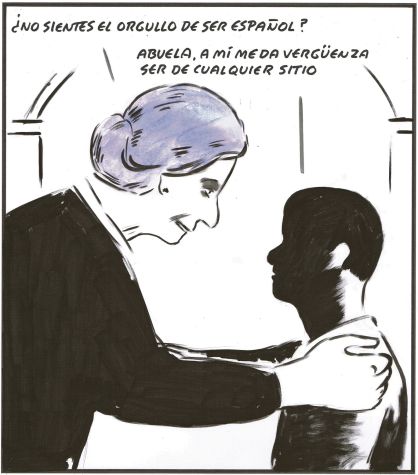 ¿NO SIENTES EL ORGULLO DE SER ESPAÑOL?
ABUELA, A MÍ ME DA VERGÜENZA
SER DE CUALQUIER SITIO